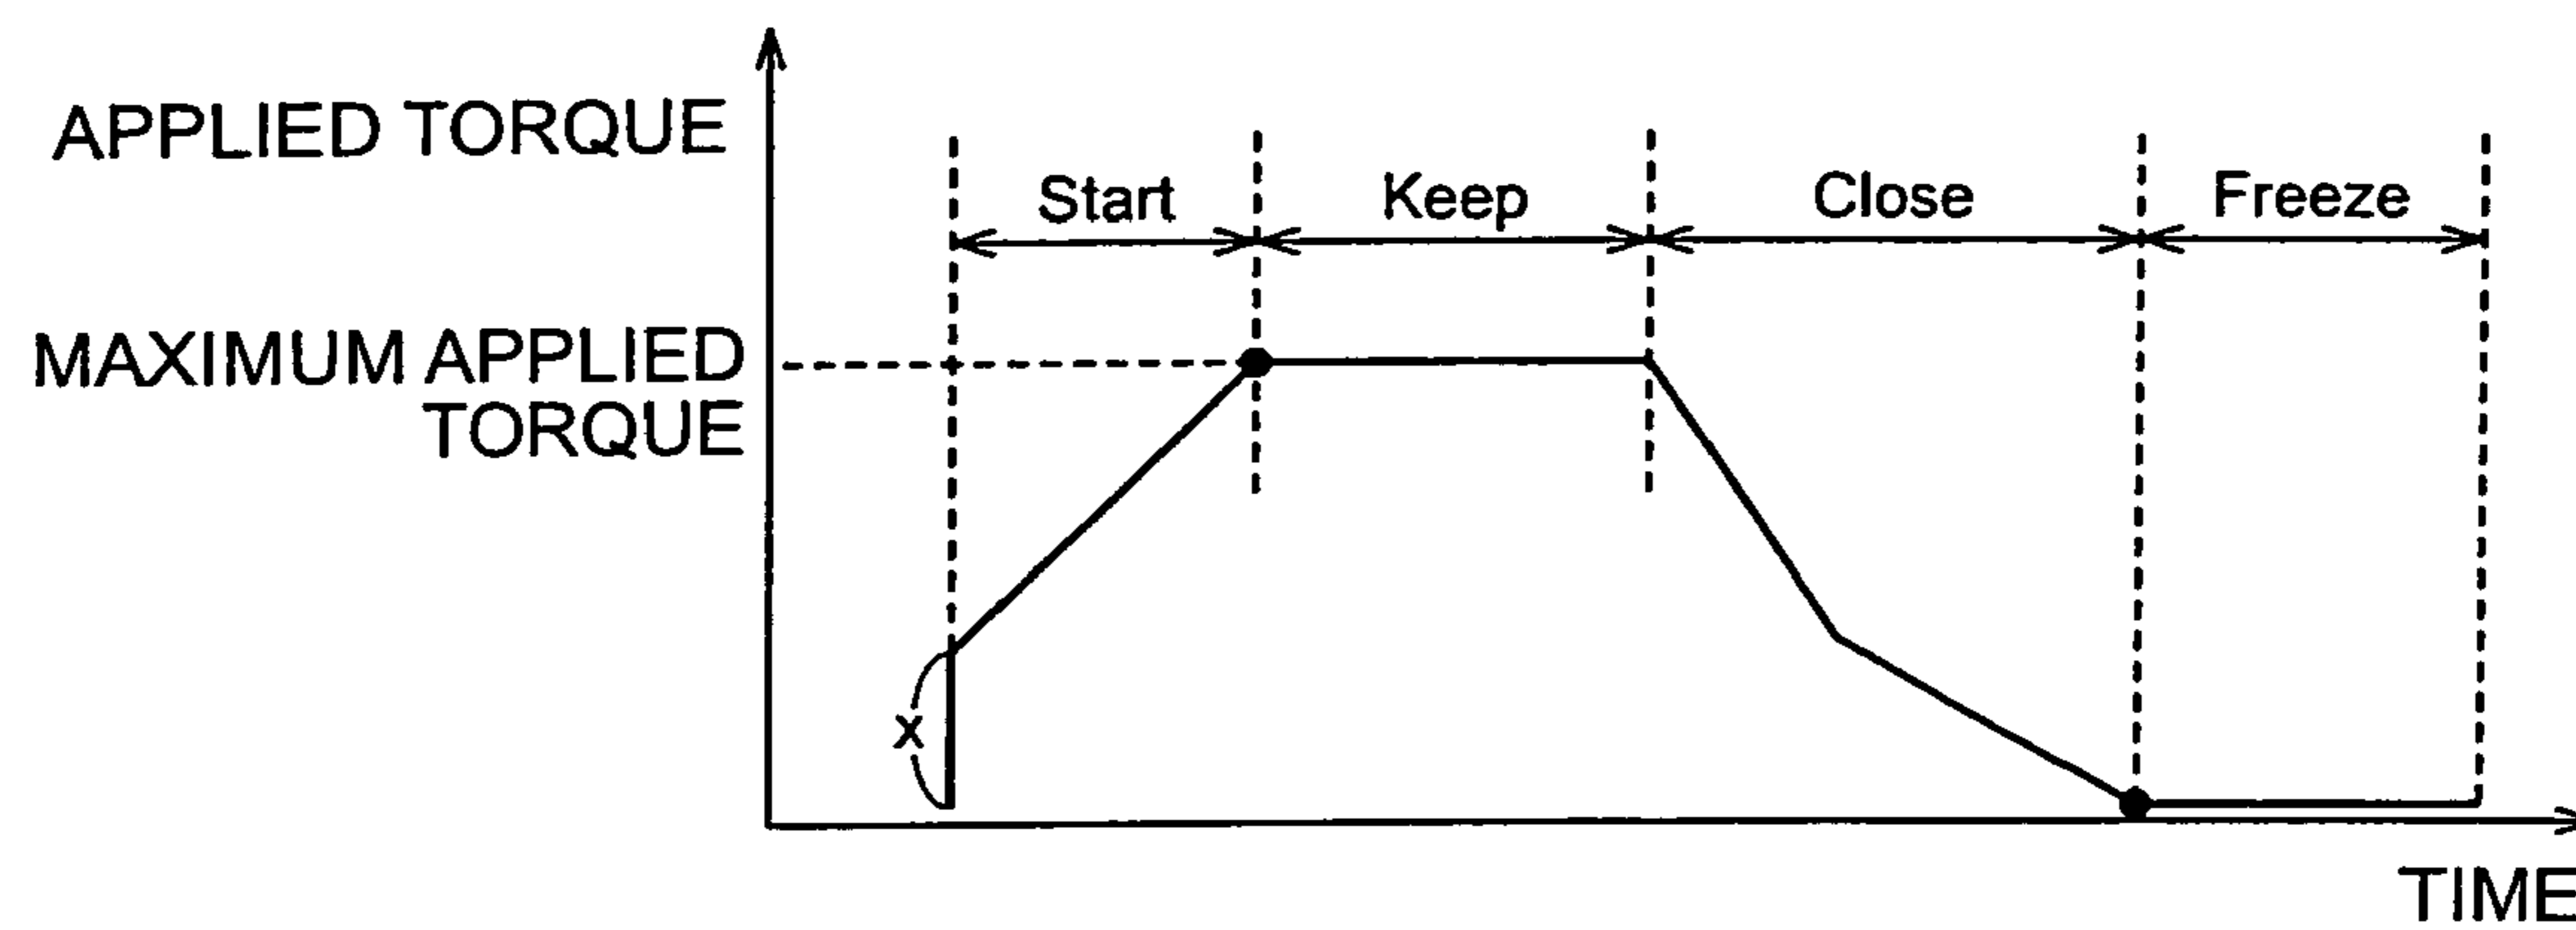 APPLIED TORQUE
Start
Keep
Close
Freeze
MAXIMUM APPLIED
TORQUE
x
TIME